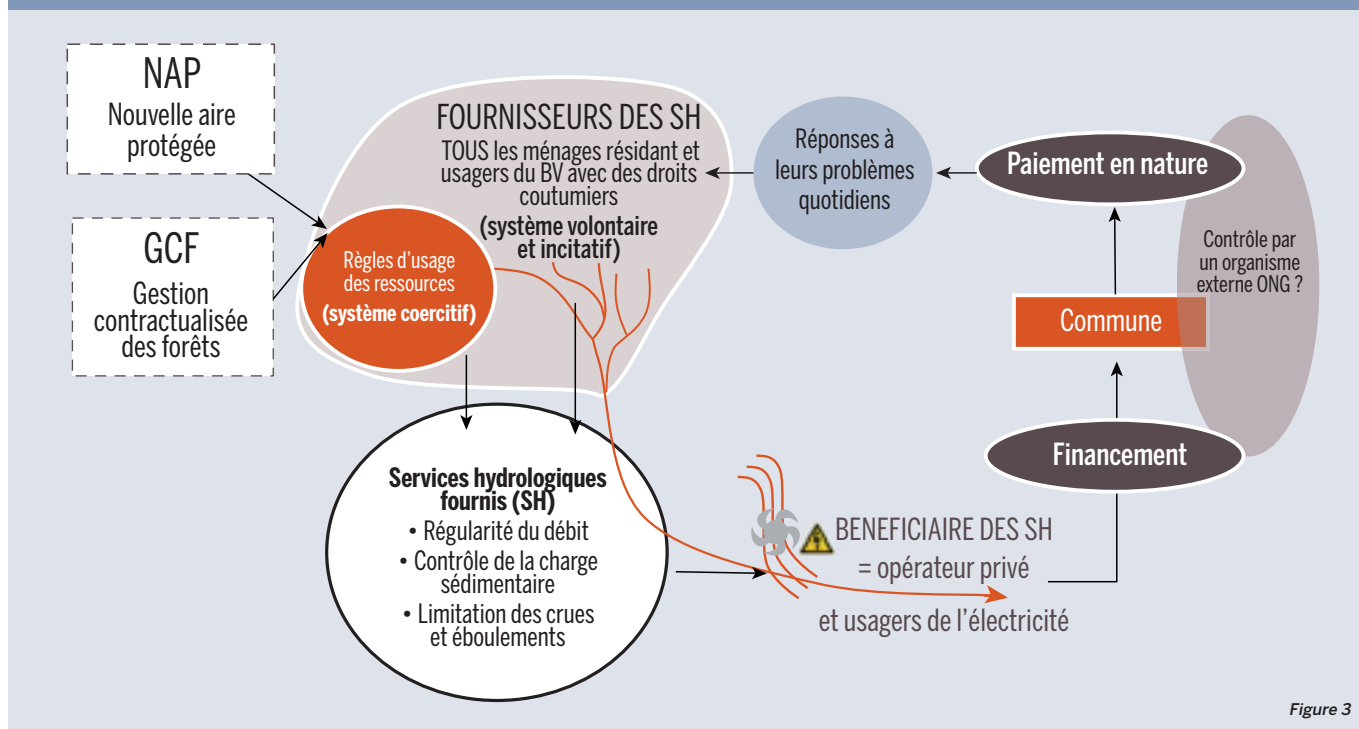 NAP
Nouvelle aire
protégée
GCF
Gestion
contractualisée
des forêts
FOURNISSEURS DES SH
TOUS les ménages résidant et
usagers du BV avec des droits
coutumiers
(système volontaire
et incitatif)
Règles d'usage
des ressources
(système coercitif)
Réponses à
leurs problèmes
quotidiens
Paiement en nature
Contrôle par
un organisme
externe ONG ?
Commune
Financement
Services hydrologiques
fournis (SH)
• Régularité du débit
• Contrôle de la charge
sédimentaire
• Limitation des crues
et éboulements
BENEFICIAIRE DES SH
= opérateur privé
et usagers de l'électricité
Figure 3